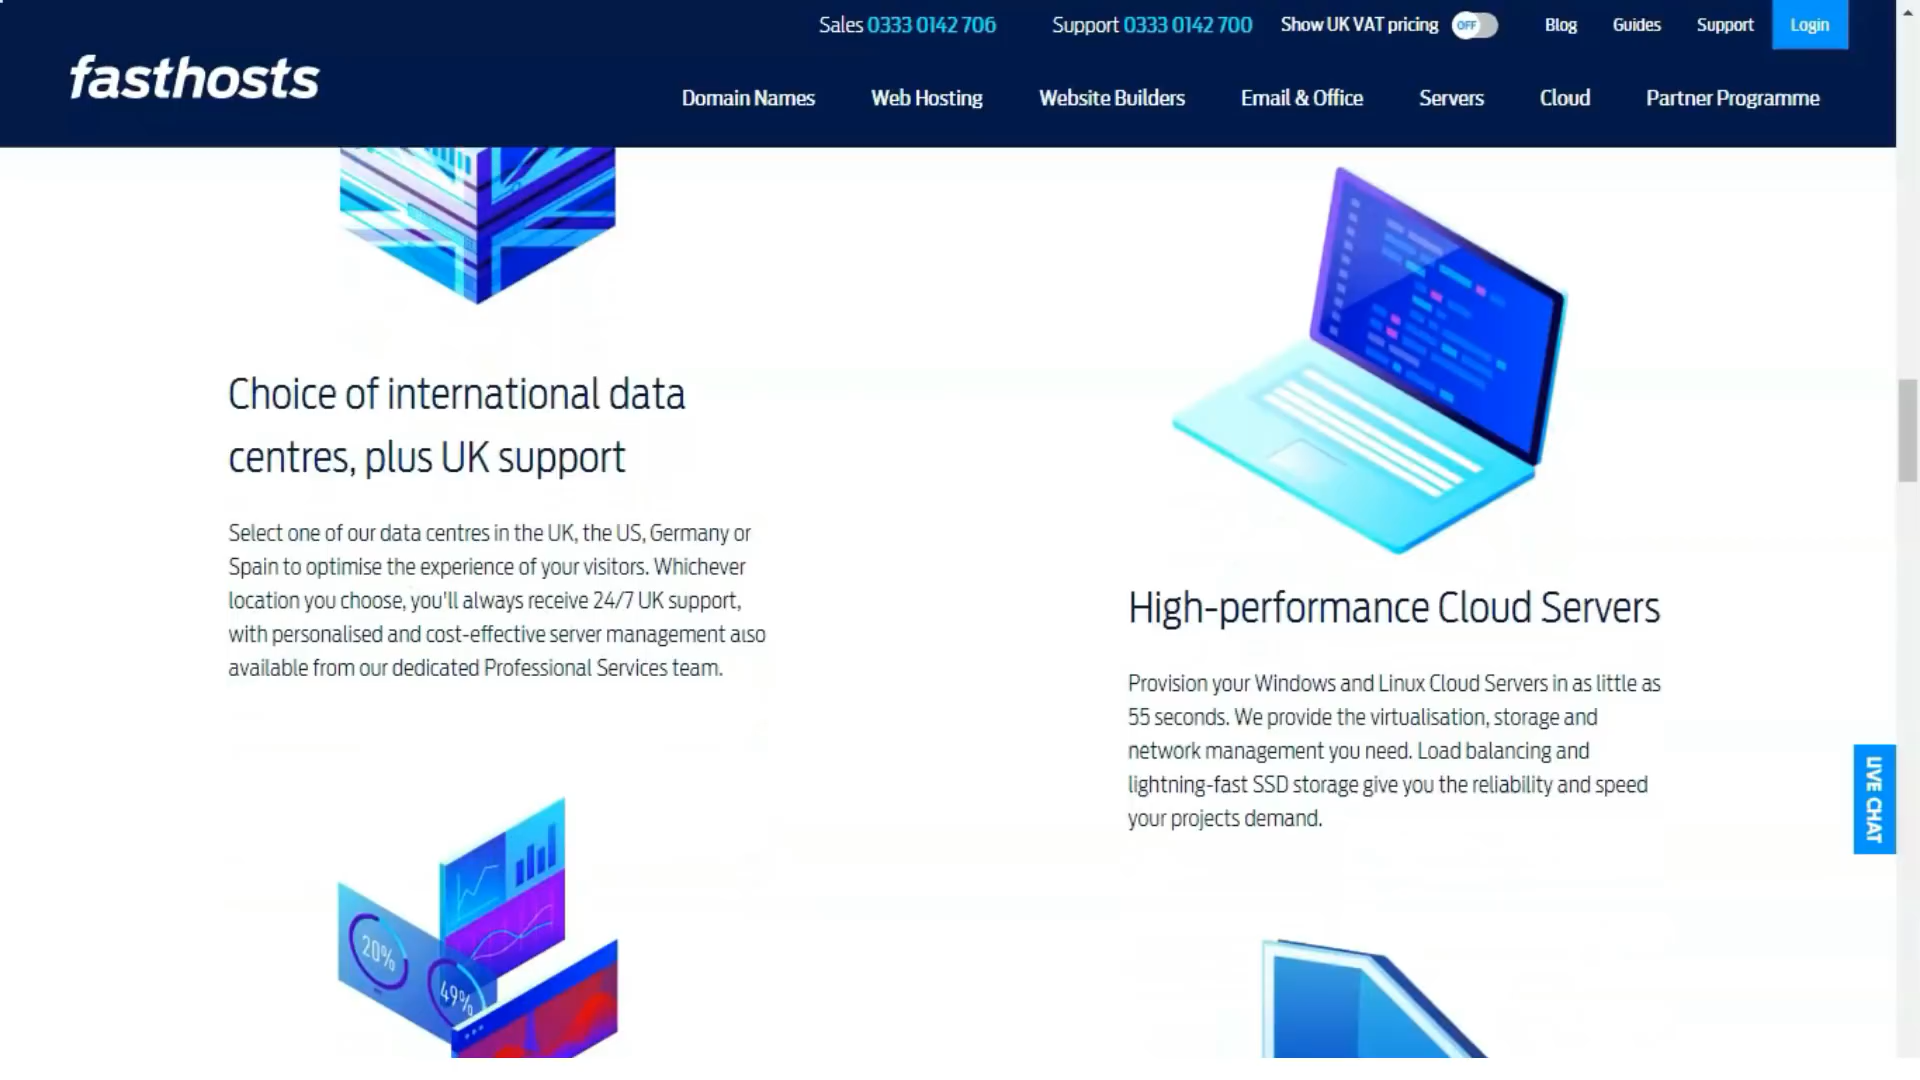 Sales 0333 0142 706 Support 0333 0142 700 Show UK VAT pricing OFF Blog Guides Support Login
fasthosts
Domain Names Web Hosting Website Builders Email & Office Servers Cloud Partner Programme
Choice of international data
centres, plus UK support
Select one of our data centres in the UK, the US, Germany or
Spain to optimise the experience of your visitors. Whichever
location you choose, you'll always receive 24/7 UK support,
with personalised and cost-effective server management also
available from our dedicated Professional Services team.
High-performance Cloud Servers
Provision your Windows and Linux Cloud Servers in as little as
55 seconds. We provide the virtualisation, storage and
network management you need. Load balancing and
lightning-fast SSD storage give you the reliability and speed
your projects demand.
LIVE CHAT
20%
49%